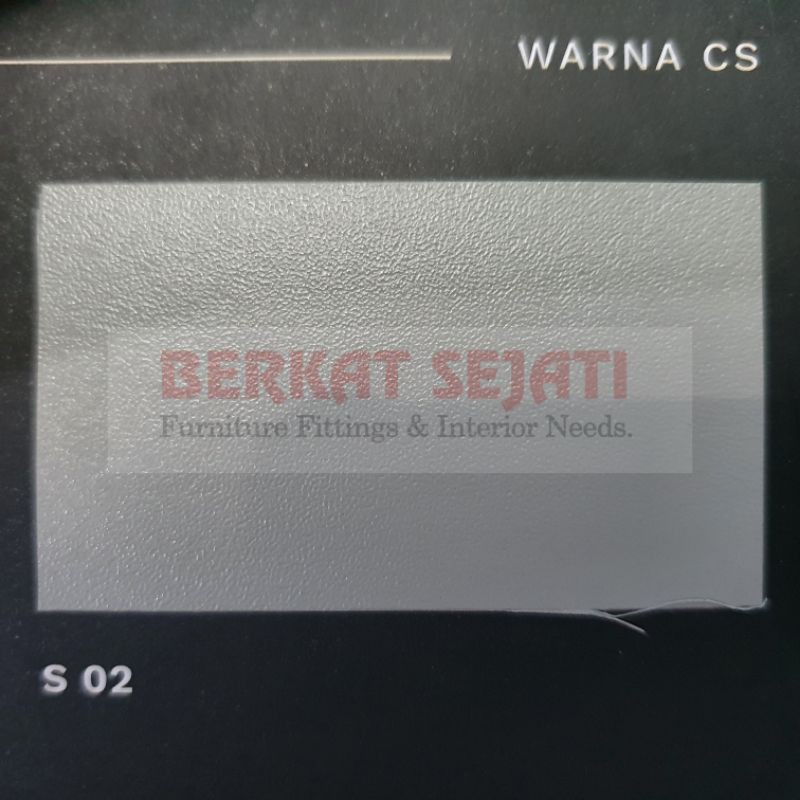 WARNA CS
BERKAT SEJATI
Furniture Fittings & Interior Needs.
S 02